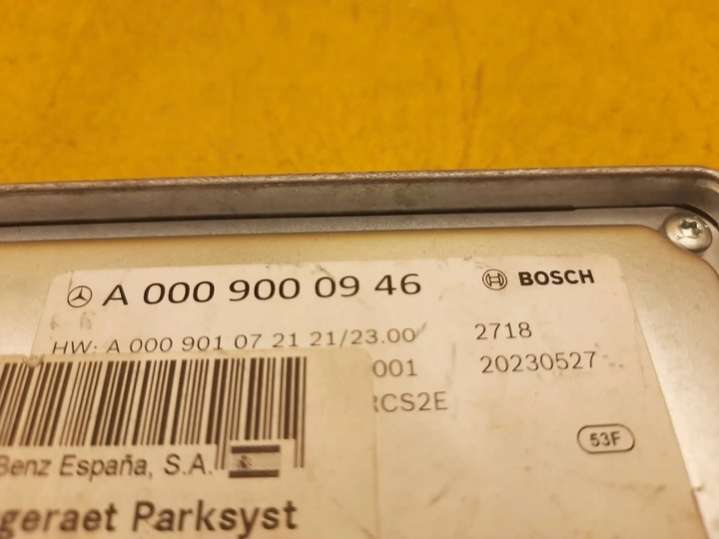 A 000 900 09 46 BOSCH
HW: A 000 901 07 21 21/23.00 2718
001 20230527
RCS2E
53F
Benz España, S.A.
geraet Parksyst